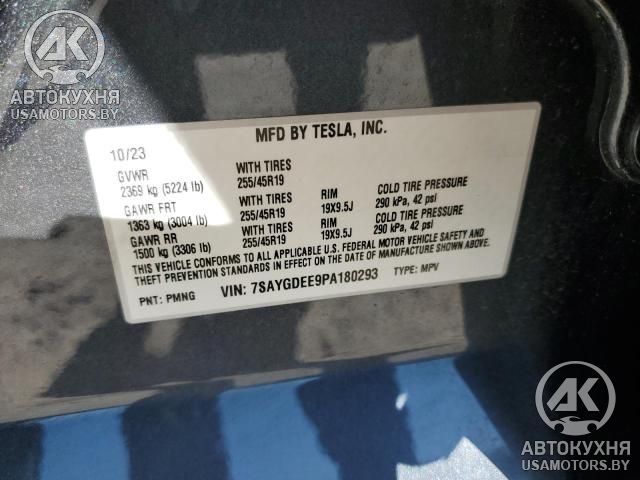 АК
АВТОКУХНЯ
USAMOTORS.BY
MFD BY TESLA, INC.
10/23
GVWR WITH TIRES
2369 kg (5224 lb) 255/45R19 RIM COLD TIRE PRESSURE
GAWR FRT WITH TIRES 19X9.5J 290 kPa, 42 psi
1363 kg (3004 lb) 255/45R19 RIM COLD TIRE PRESSURE
GAWR RR WITH TIRES 19X9.5J 290 kPa, 42 psi
1500 kg (3306 lb) 255/45R19
THIS VEHICLE CONFORMS TO ALL APPLICABLE U.S. FEDERAL MOTOR VEHICLE SAFETY AND
THEFT PREVENTION STANDARDS IN EFFECT ON THE DATE OF MANUFACTURE SHOWN ABOVE.
PNT: PMNG VIN: 7SAYGDEE9PA180293 TYPE: MPV
АК
АВТОКУХНЯ
USAMOTORS.BY